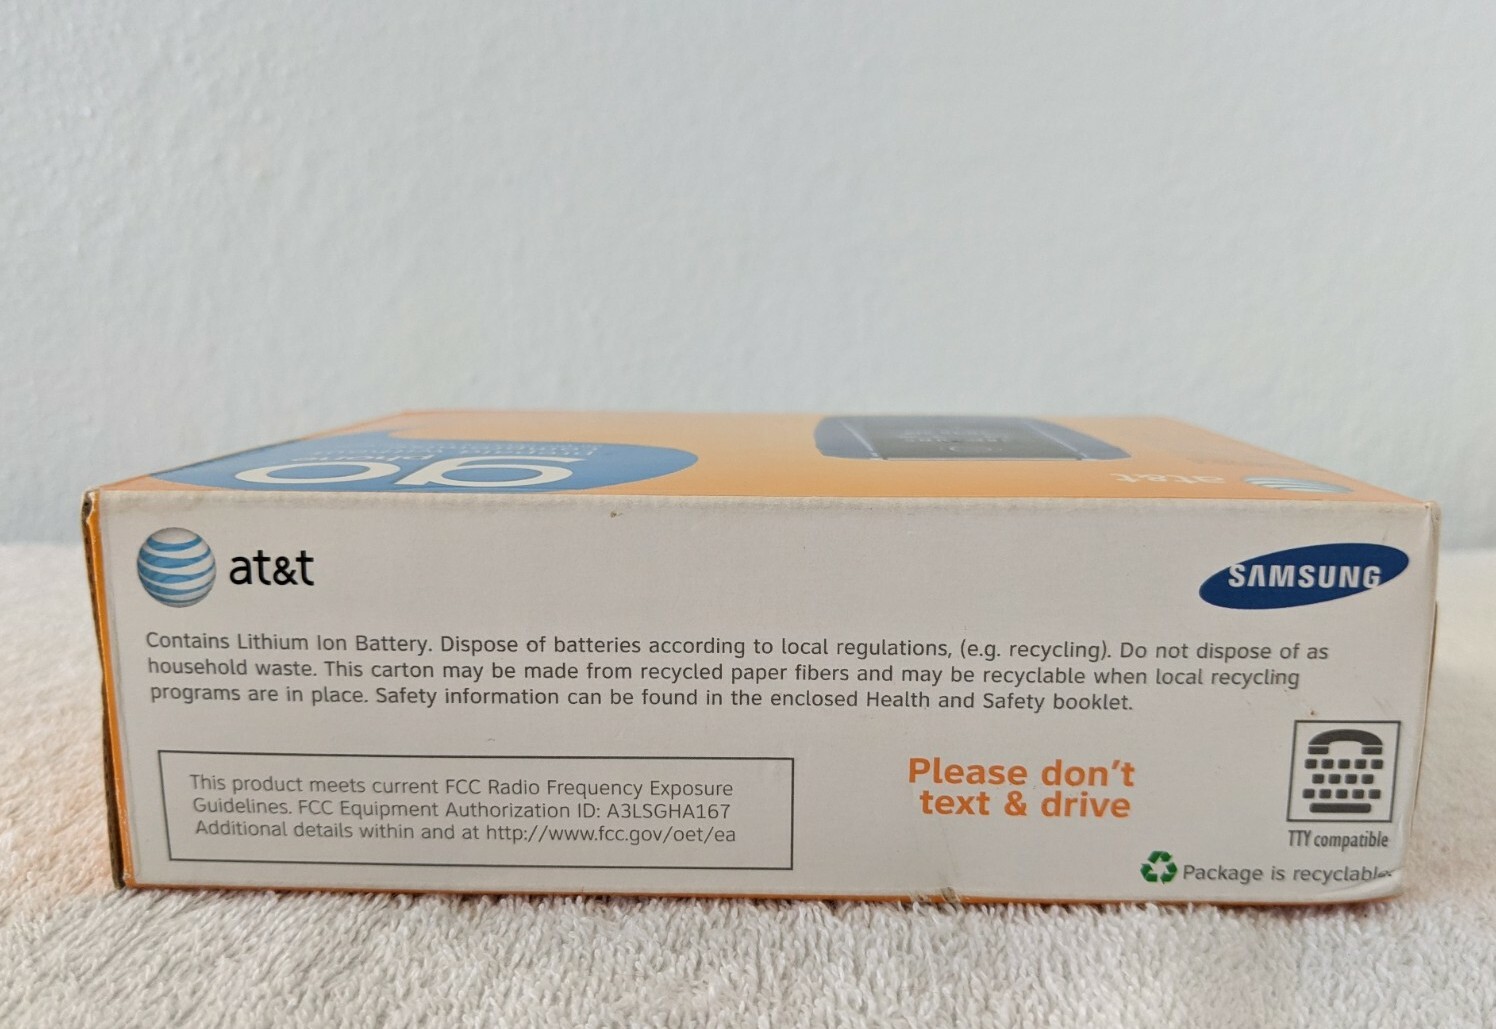 go
phone
at&t
at&t
SAMSUNG
Contains Lithium Ion Battery. Dispose of batteries according to local regulations, (e.g. recycling). Do not dispose of as
household waste. This carton may be made from recycled paper fibers and may be recyclable when local recycling
programs are in place. Safety information can be found in the enclosed Health and Safety booklet.
This product meets current FCC Radio Frequency Exposure
Guidelines. FCC Equipment Authorization ID: A3LSGHA167
Additional details within and at http://www.fcc.gov/oet/ea
Please don't
text & drive
TTY compatible
Package is recyclable